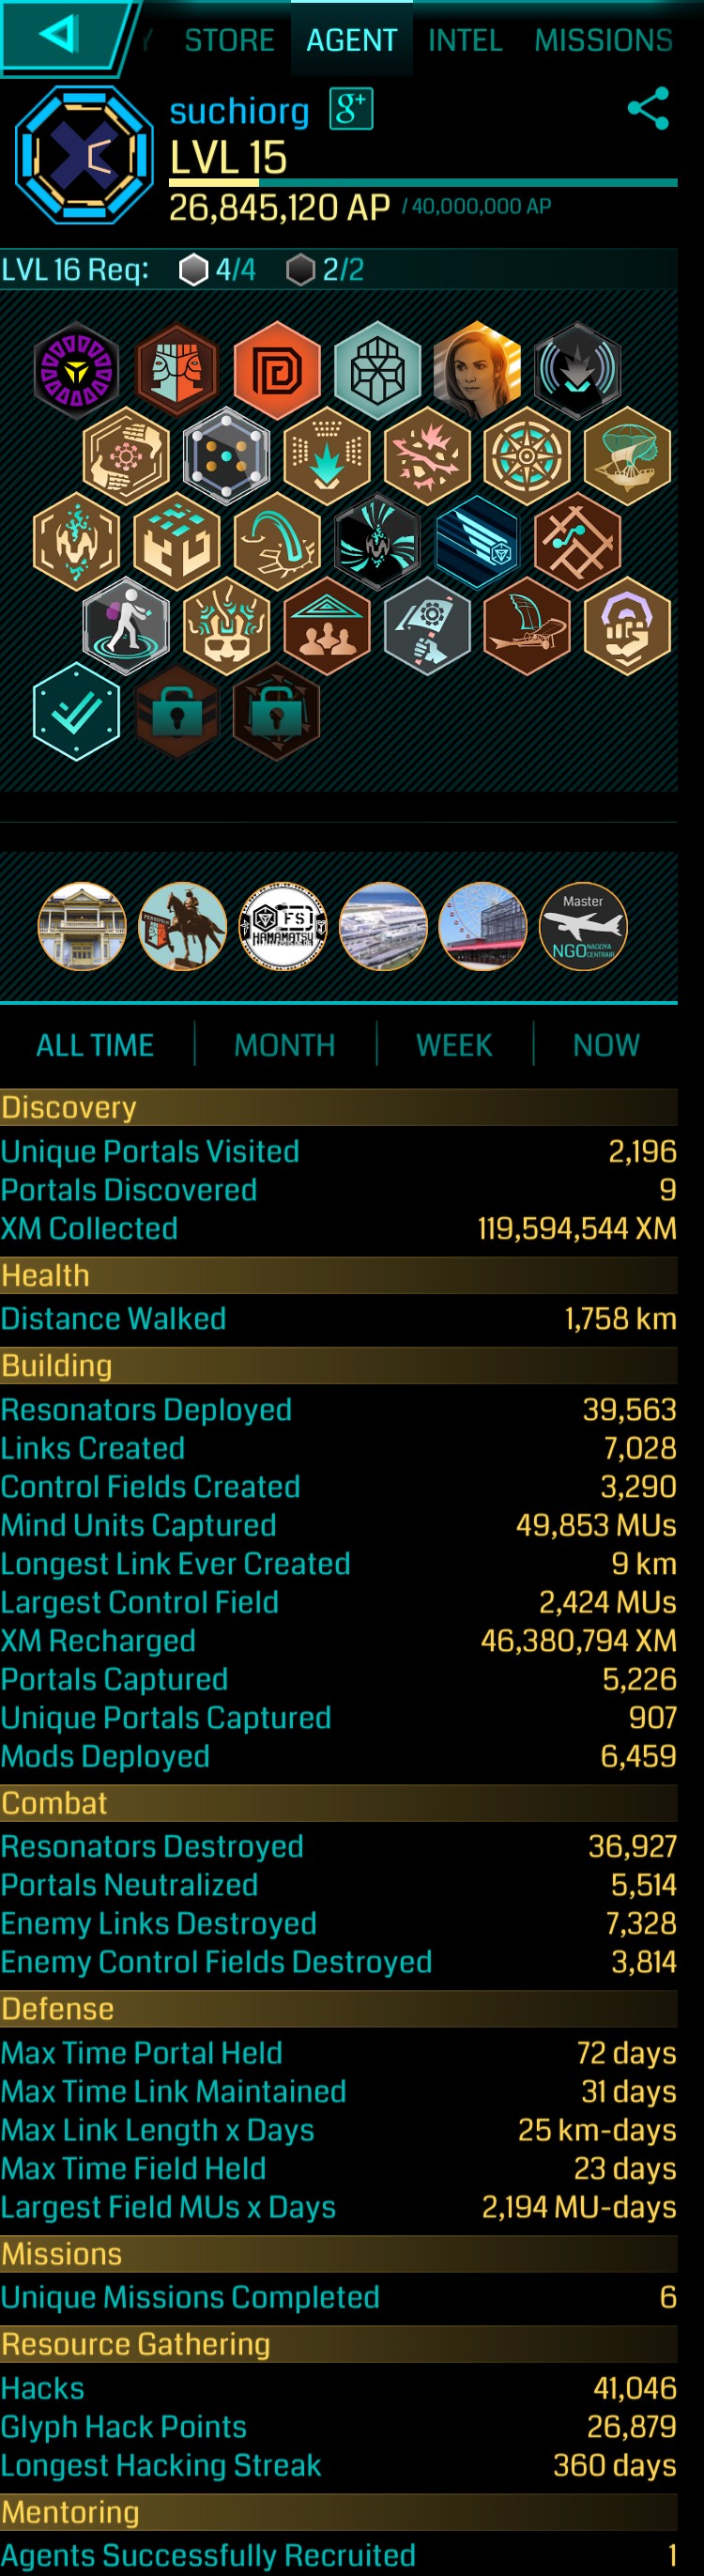 STORE AGENT INTEL MISSIONS
suchiorg g+
LVL 15
26,845,120 AP / 40,000,000 AP
LVL 16 Req: 4/4 2/2
FS
HAMAMATSU
Master
NGO NAGOYA CENTRAIR
ALL TIME MONTH WEEK NOW
Discovery
Unique Portals Visited 2,196
Portals Discovered 9
XM Collected 119,594,544 XM
Health
Distance Walked 1,758 km
Building
Resonators Deployed 39,563
Links Created 7,028
Control Fields Created 3,290
Mind Units Captured 49,853 MUs
Longest Link Ever Created 9 km
Largest Control Field 2,424 MUs
XM Recharged 46,380,794 XM
Portals Captured 5,226
Unique Portals Captured 907
Mods Deployed 6,459
Combat
Resonators Destroyed 36,927
Portals Neutralized 5,514
Enemy Links Destroyed 7,328
Enemy Control Fields Destroyed 3,814
Defense
Max Time Portal Held 72 days
Max Time Link Maintained 31 days
Max Link Length x Days 25 km-days
Max Time Field Held 23 days
Largest Field MUs x Days 2,194 MU-days
Missions
Unique Missions Completed 6
Resource Gathering
Hacks 41,046
Glyph Hack Points 26,879
Longest Hacking Streak 360 days
Mentoring
Agents Successfully Recruited 1